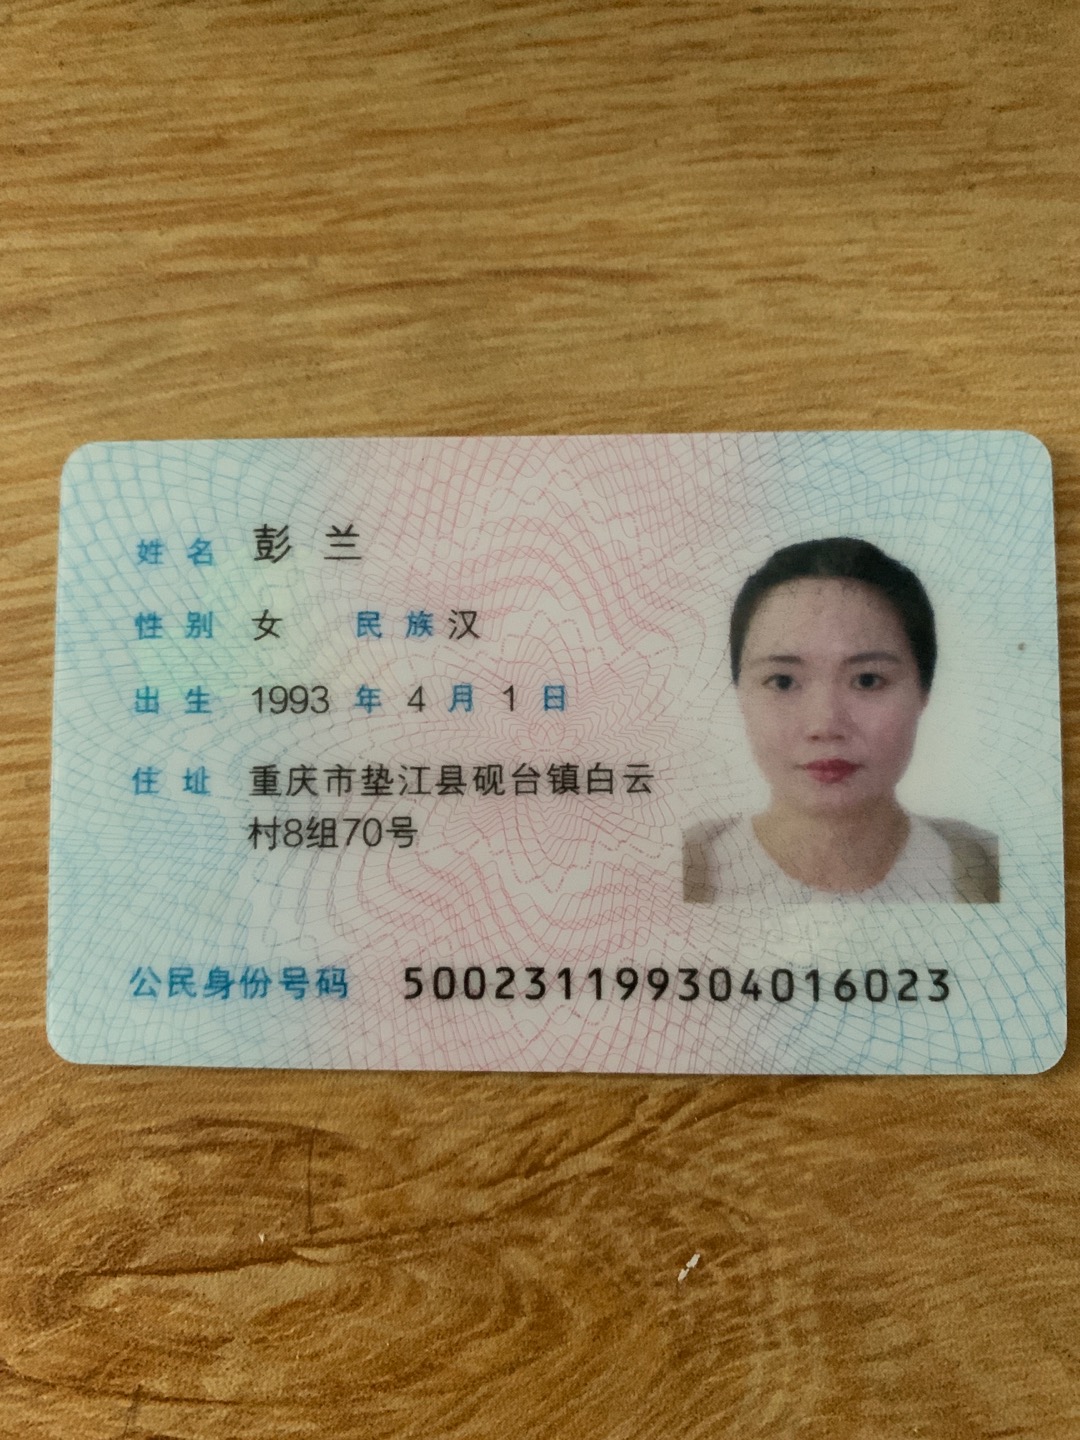 姓名 彭兰
性别 女 民族 汉
出生 1993 年 4 月 1 日
住址 重庆市垫江县砚台镇白云
村8组70号
公民身份号码 500231199304016023